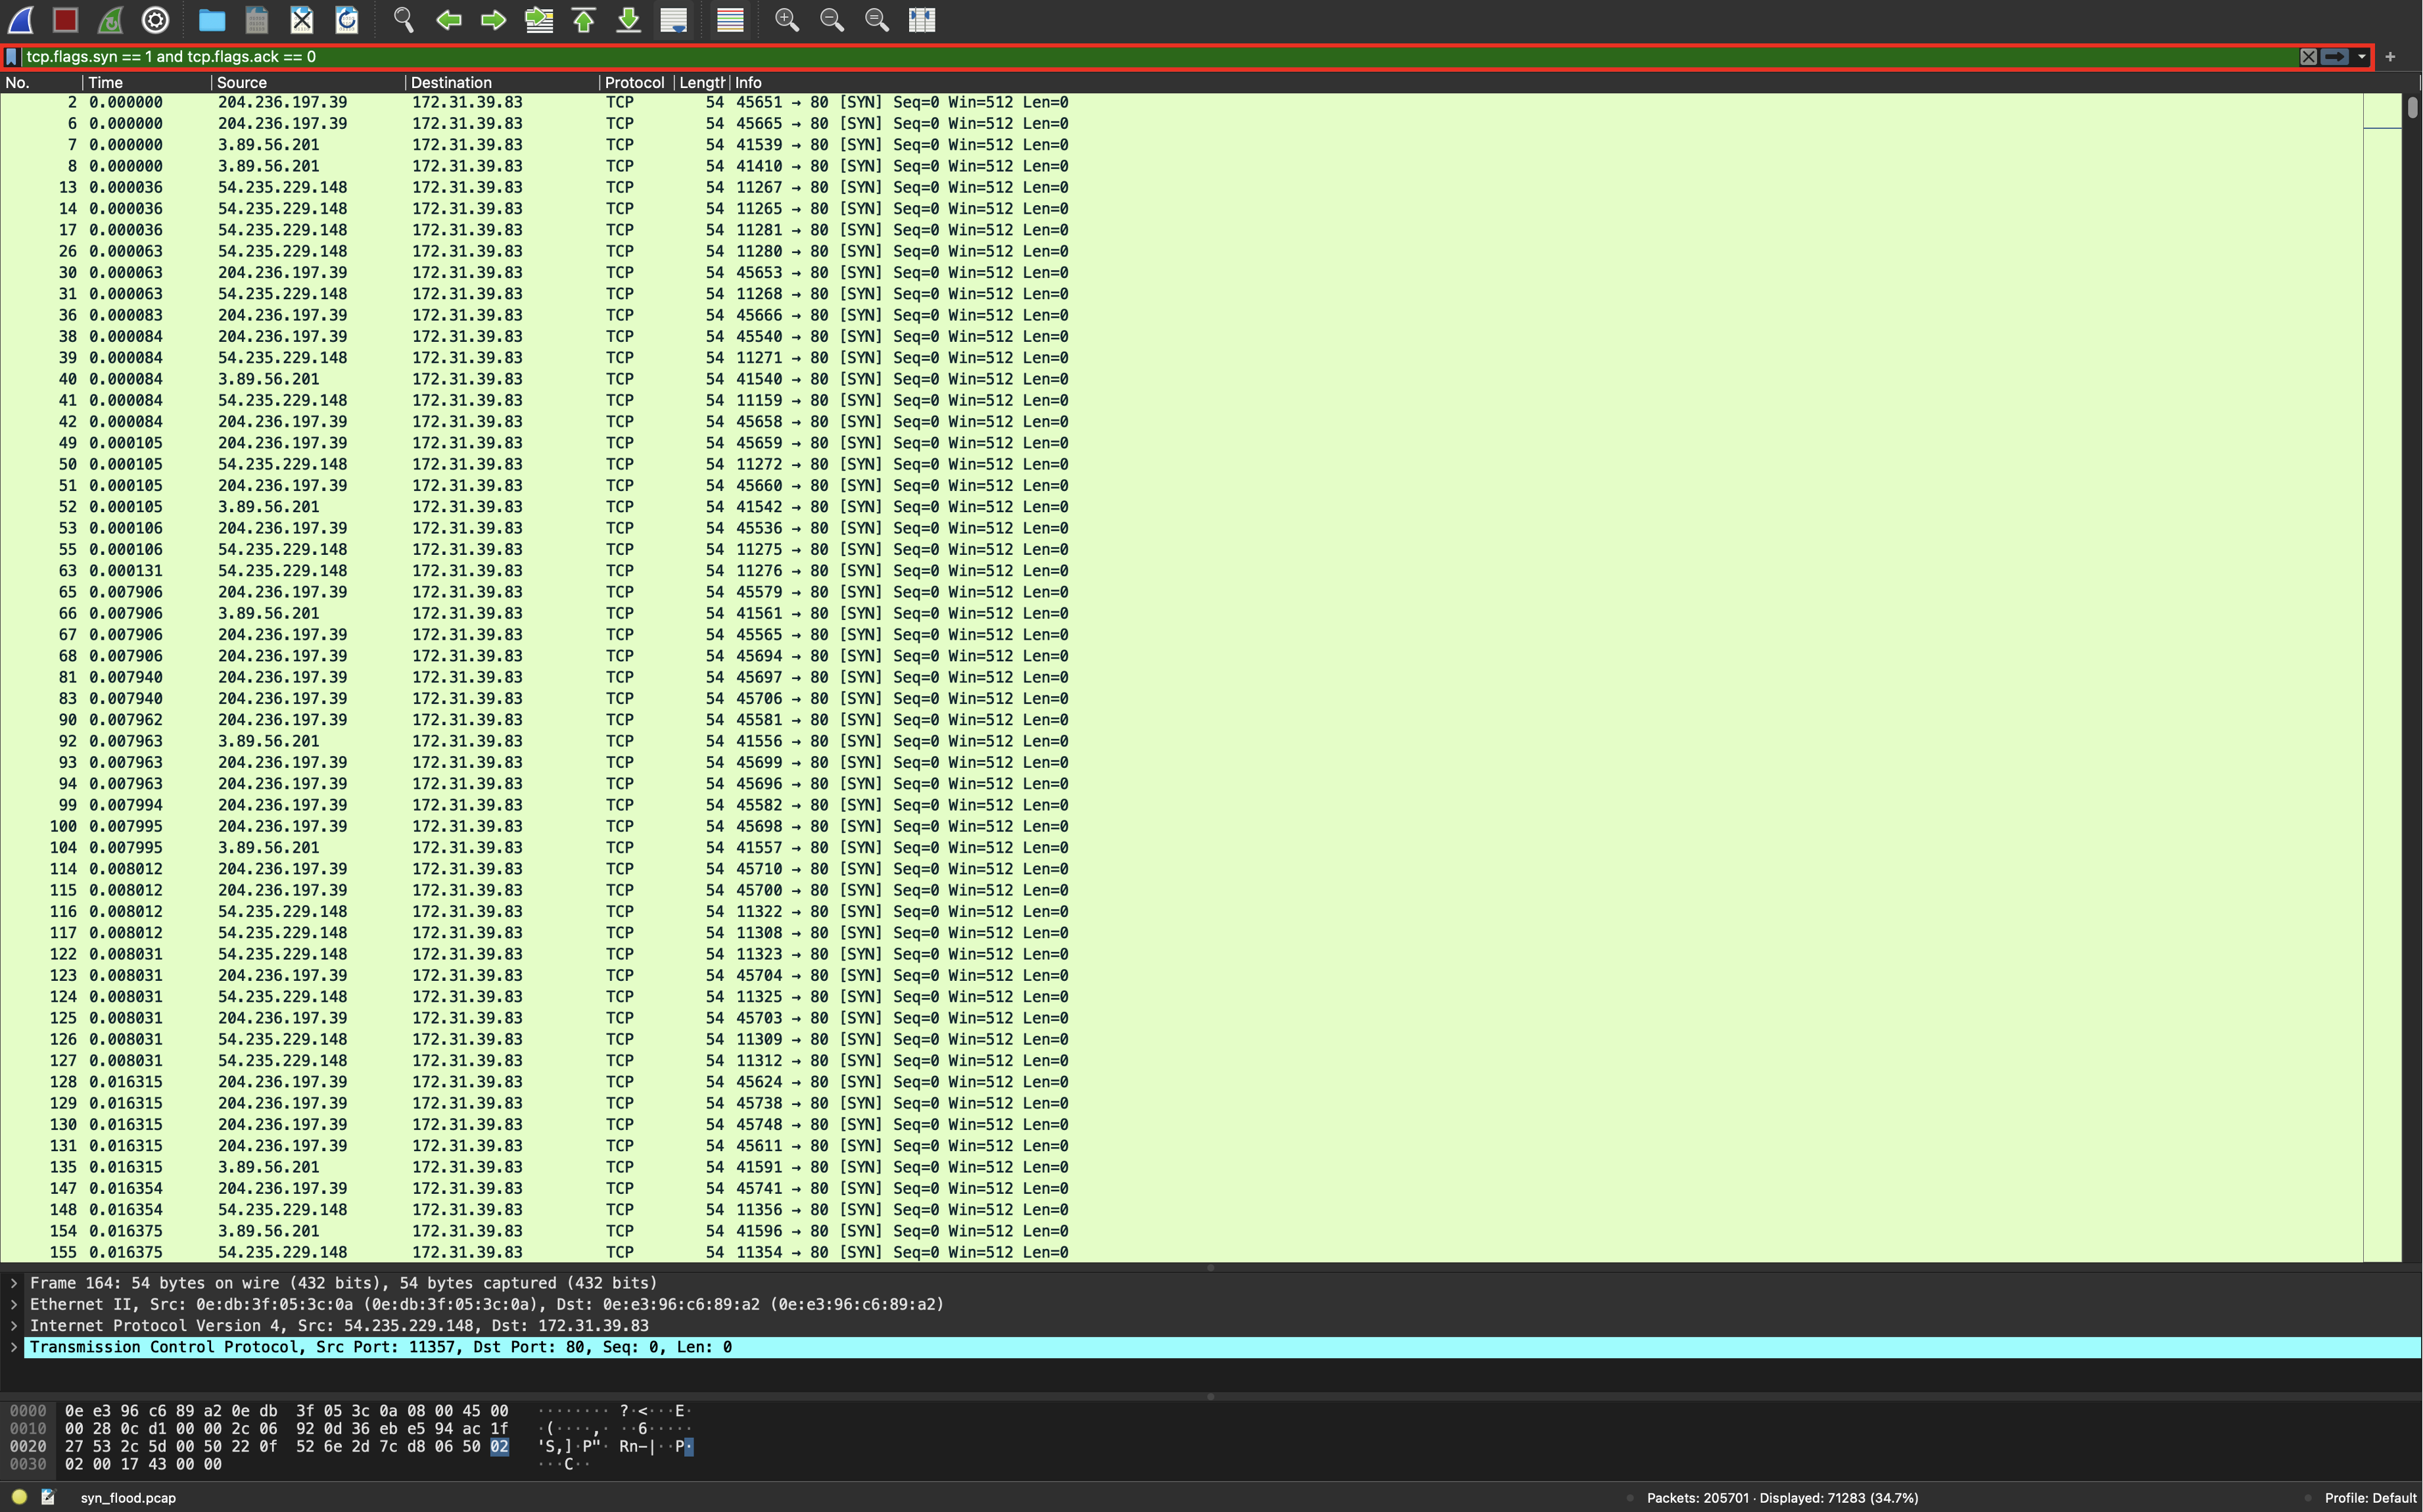 tcp.flags.syn == 1 and tcp.flags.ack == 0
No. Time Source Destination Protocol Length Info
2 0.000000 204.236.197.39 172.31.39.83 TCP 54 45651 → 80 [SYN] Seq=0 Win=512 Len=0
6 0.000000 204.236.197.39 172.31.39.83 TCP 54 45665 → 80 [SYN] Seq=0 Win=512 Len=0
7 0.000000 3.89.56.201 172.31.39.83 TCP 54 41539 → 80 [SYN] Seq=0 Win=512 Len=0
8 0.000000 3.89.56.201 172.31.39.83 TCP 54 41410 → 80 [SYN] Seq=0 Win=512 Len=0
13 0.000036 54.235.229.148 172.31.39.83 TCP 54 11267 → 80 [SYN] Seq=0 Win=512 Len=0
14 0.000036 54.235.229.148 172.31.39.83 TCP 54 11265 → 80 [SYN] Seq=0 Win=512 Len=0
17 0.000036 54.235.229.148 172.31.39.83 TCP 54 11281 → 80 [SYN] Seq=0 Win=512 Len=0
26 0.000063 54.235.229.148 172.31.39.83 TCP 54 11280 → 80 [SYN] Seq=0 Win=512 Len=0
30 0.000063 204.236.197.39 172.31.39.83 TCP 54 45653 → 80 [SYN] Seq=0 Win=512 Len=0
31 0.000063 54.235.229.148 172.31.39.83 TCP 54 11268 → 80 [SYN] Seq=0 Win=512 Len=0
36 0.000083 204.236.197.39 172.31.39.83 TCP 54 45666 → 80 [SYN] Seq=0 Win=512 Len=0
38 0.000084 204.236.197.39 172.31.39.83 TCP 54 45540 → 80 [SYN] Seq=0 Win=512 Len=0
39 0.000084 54.235.229.148 172.31.39.83 TCP 54 11271 → 80 [SYN] Seq=0 Win=512 Len=0
40 0.000084 3.89.56.201 172.31.39.83 TCP 54 41540 → 80 [SYN] Seq=0 Win=512 Len=0
41 0.000084 54.235.229.148 172.31.39.83 TCP 54 11159 → 80 [SYN] Seq=0 Win=512 Len=0
42 0.000084 204.236.197.39 172.31.39.83 TCP 54 45658 → 80 [SYN] Seq=0 Win=512 Len=0
49 0.000105 204.236.197.39 172.31.39.83 TCP 54 45659 → 80 [SYN] Seq=0 Win=512 Len=0
50 0.000105 54.235.229.148 172.31.39.83 TCP 54 11272 → 80 [SYN] Seq=0 Win=512 Len=0
51 0.000105 204.236.197.39 172.31.39.83 TCP 54 45660 → 80 [SYN] Seq=0 Win=512 Len=0
52 0.000105 3.89.56.201 172.31.39.83 TCP 54 41542 → 80 [SYN] Seq=0 Win=512 Len=0
53 0.000106 204.236.197.39 172.31.39.83 TCP 54 45536 → 80 [SYN] Seq=0 Win=512 Len=0
55 0.000106 54.235.229.148 172.31.39.83 TCP 54 11275 → 80 [SYN] Seq=0 Win=512 Len=0
63 0.000131 54.235.229.148 172.31.39.83 TCP 54 11276 → 80 [SYN] Seq=0 Win=512 Len=0
65 0.007906 204.236.197.39 172.31.39.83 TCP 54 45579 → 80 [SYN] Seq=0 Win=512 Len=0
66 0.007906 3.89.56.201 172.31.39.83 TCP 54 41561 → 80 [SYN] Seq=0 Win=512 Len=0
67 0.007906 204.236.197.39 172.31.39.83 TCP 54 45565 → 80 [SYN] Seq=0 Win=512 Len=0
68 0.007906 204.236.197.39 172.31.39.83 TCP 54 45694 → 80 [SYN] Seq=0 Win=512 Len=0
81 0.007940 204.236.197.39 172.31.39.83 TCP 54 45697 → 80 [SYN] Seq=0 Win=512 Len=0
83 0.007940 204.236.197.39 172.31.39.83 TCP 54 45706 → 80 [SYN] Seq=0 Win=512 Len=0
90 0.007962 204.236.197.39 172.31.39.83 TCP 54 45581 → 80 [SYN] Seq=0 Win=512 Len=0
92 0.007963 3.89.56.201 172.31.39.83 TCP 54 41556 → 80 [SYN] Seq=0 Win=512 Len=0
93 0.007963 204.236.197.39 172.31.39.83 TCP 54 45699 → 80 [SYN] Seq=0 Win=512 Len=0
94 0.007963 204.236.197.39 172.31.39.83 TCP 54 45696 → 80 [SYN] Seq=0 Win=512 Len=0
99 0.007994 204.236.197.39 172.31.39.83 TCP 54 45582 → 80 [SYN] Seq=0 Win=512 Len=0
100 0.007995 204.236.197.39 172.31.39.83 TCP 54 45698 → 80 [SYN] Seq=0 Win=512 Len=0
104 0.007995 3.89.56.201 172.31.39.83 TCP 54 41557 → 80 [SYN] Seq=0 Win=512 Len=0
114 0.008012 204.236.197.39 172.31.39.83 TCP 54 45710 → 80 [SYN] Seq=0 Win=512 Len=0
115 0.008012 204.236.197.39 172.31.39.83 TCP 54 45700 → 80 [SYN] Seq=0 Win=512 Len=0
116 0.008012 54.235.229.148 172.31.39.83 TCP 54 11322 → 80 [SYN] Seq=0 Win=512 Len=0
117 0.008012 54.235.229.148 172.31.39.83 TCP 54 11308 → 80 [SYN] Seq=0 Win=512 Len=0
122 0.008031 54.235.229.148 172.31.39.83 TCP 54 11323 → 80 [SYN] Seq=0 Win=512 Len=0
123 0.008031 204.236.197.39 172.31.39.83 TCP 54 45704 → 80 [SYN] Seq=0 Win=512 Len=0
124 0.008031 54.235.229.148 172.31.39.83 TCP 54 11325 → 80 [SYN] Seq=0 Win=512 Len=0
125 0.008031 204.236.197.39 172.31.39.83 TCP 54 45703 → 80 [SYN] Seq=0 Win=512 Len=0
126 0.008031 54.235.229.148 172.31.39.83 TCP 54 11309 → 80 [SYN] Seq=0 Win=512 Len=0
127 0.008031 54.235.229.148 172.31.39.83 TCP 54 11312 → 80 [SYN] Seq=0 Win=512 Len=0
128 0.016315 204.236.197.39 172.31.39.83 TCP 54 45624 → 80 [SYN] Seq=0 Win=512 Len=0
129 0.016315 204.236.197.39 172.31.39.83 TCP 54 45738 → 80 [SYN] Seq=0 Win=512 Len=0
130 0.016315 204.236.197.39 172.31.39.83 TCP 54 45748 → 80 [SYN] Seq=0 Win=512 Len=0
131 0.016315 204.236.197.39 172.31.39.83 TCP 54 45611 → 80 [SYN] Seq=0 Win=512 Len=0
135 0.016315 3.89.56.201 172.31.39.83 TCP 54 41591 → 80 [SYN] Seq=0 Win=512 Len=0
147 0.016354 204.236.197.39 172.31.39.83 TCP 54 45741 → 80 [SYN] Seq=0 Win=512 Len=0
148 0.016354 54.235.229.148 172.31.39.83 TCP 54 11356 → 80 [SYN] Seq=0 Win=512 Len=0
154 0.016375 3.89.56.201 172.31.39.83 TCP 54 41596 → 80 [SYN] Seq=0 Win=512 Len=0
155 0.016375 54.235.229.148 172.31.39.83 TCP 54 11354 → 80 [SYN] Seq=0 Win=512 Len=0
Frame 164: 54 bytes on wire (432 bits), 54 bytes captured (432 bits)
Ethernet II, Src: 0e:db:3f:05:3c:0a (0e:db:3f:05:3c:0a), Dst: 0e:e3:96:c6:89:a2 (0e:e3:96:c6:89:a2)
Internet Protocol Version 4, Src: 54.235.229.148, Dst: 172.31.39.83
Transmission Control Protocol, Src Port: 11357, Dst Port: 80, Seq: 0, Len: 0
0000 0e e3 96 c6 89 a2 0e db 3f 05 3c 0a 08 00 45 00 ········ ?·<···E·
0010 00 28 0c d1 00 00 2c 06 92 0d 36 eb e5 94 ac 1f ·(····,· ··6·····
0020 27 53 2c 5d 00 50 22 0f 52 6e 2d 7c d8 06 50 02 'S,]·P"· Rn-|··P·
0030 02 00 17 43 00 00 ···C··
syn_flood.pcap Packets: 205701 · Displayed: 71283 (34.7%) Profile: Default